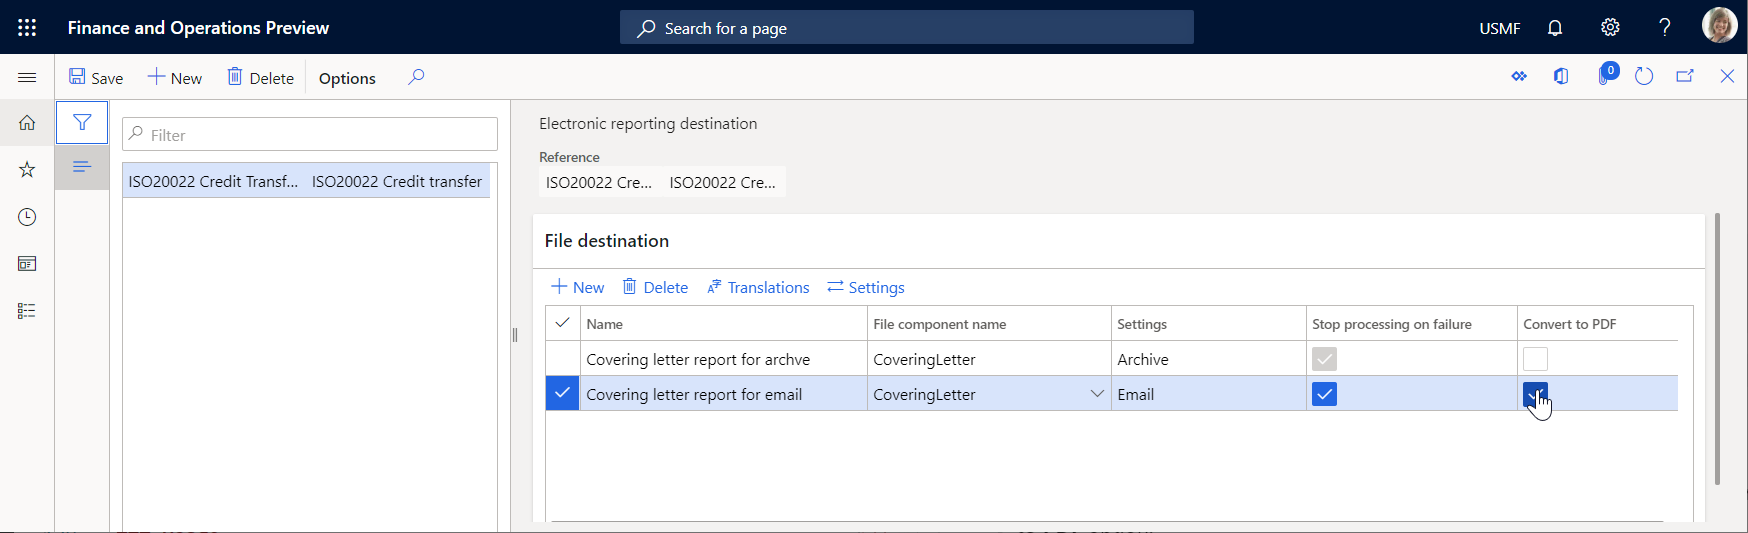 Finance and Operations Preview
Search for a page
USMF
?
Save
New
Delete
Options
0
Filter
ISO20022 Credit Transf... ISO20022 Credit transfer
Electronic reporting destination
Reference
ISO20022 Cre... ISO20022 Cre...
File destination
New
Delete
Translations
Settings
Name File component name Settings Stop processing on failure Convert to PDF
Covering letter report for archve CoveringLetter Archive
Covering letter report for email CoveringLetter Email